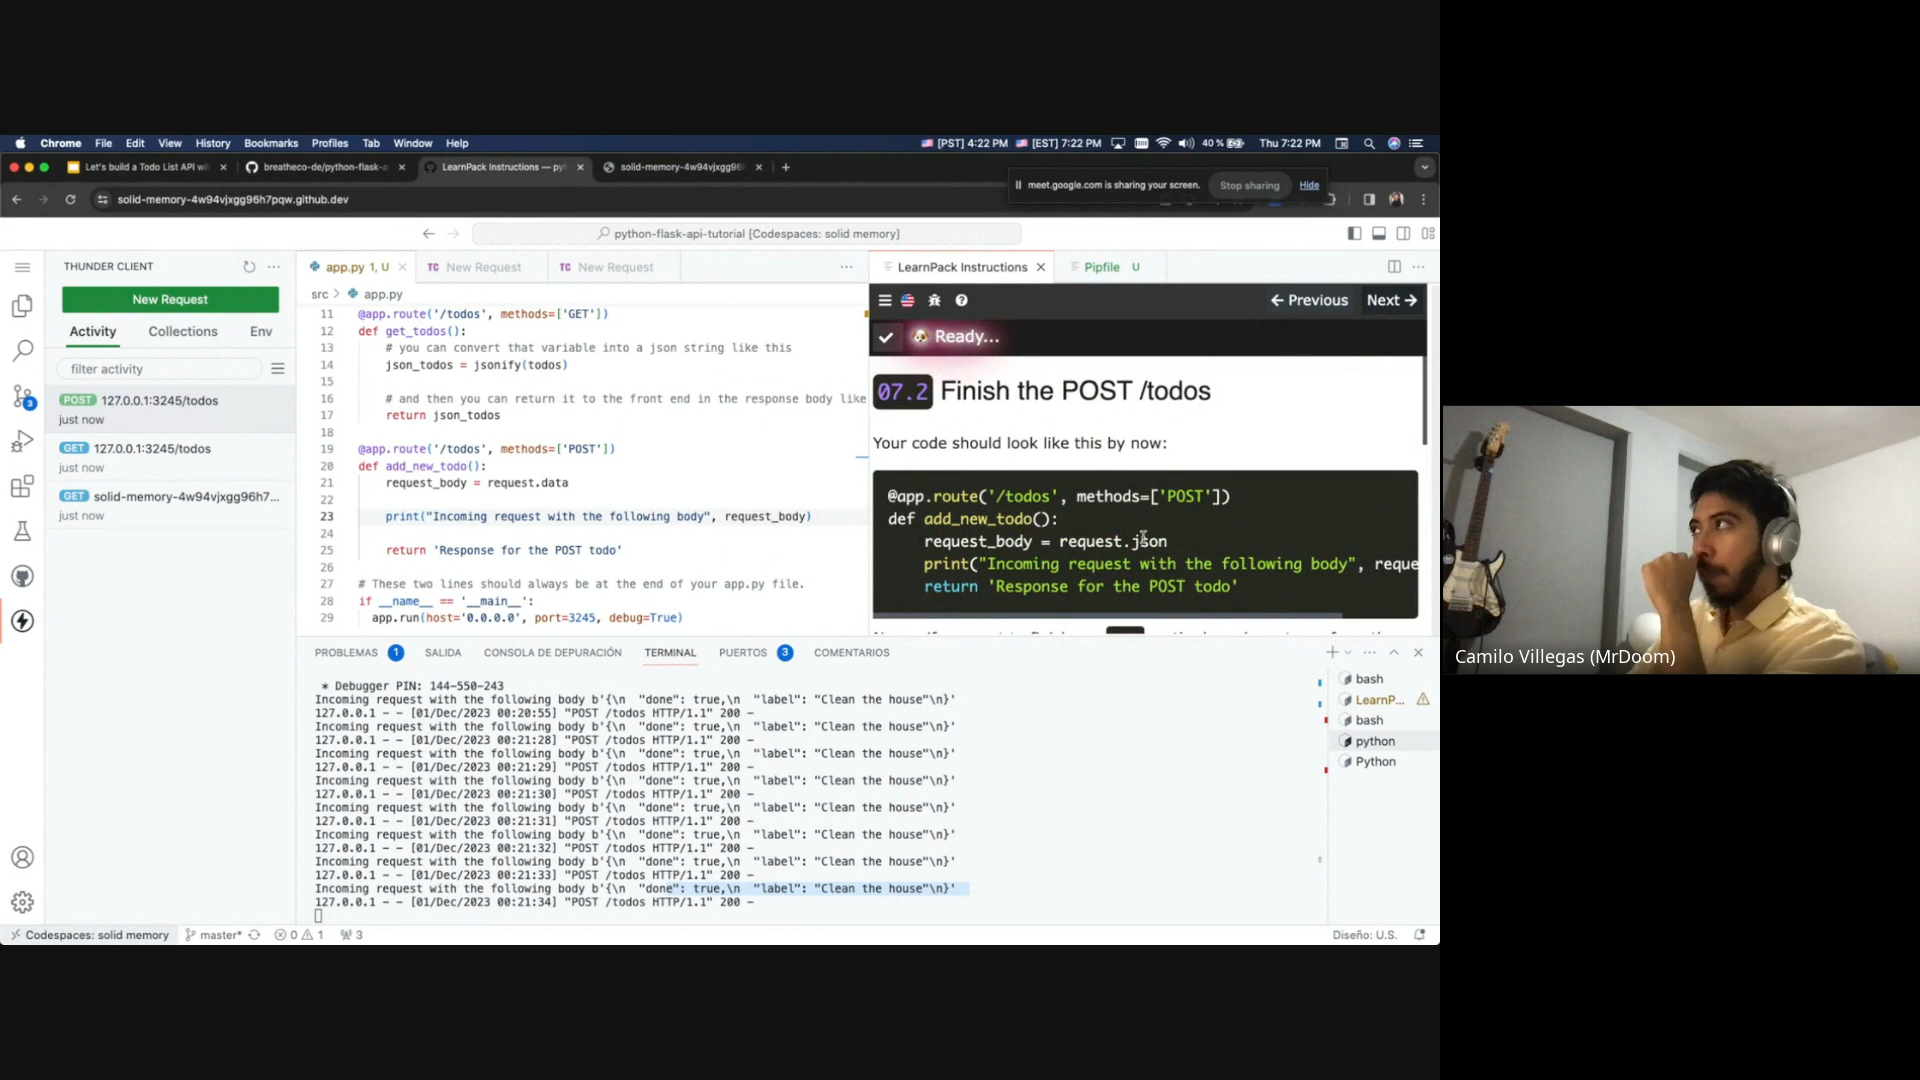 Chrome File Edit View History Bookmarks Profiles Tab Window Help
[PST] 4:22 PM [EST] 7:22 PM 40 % Thu 7:22 PM
Let's build a Todo List API wi
breatheco-de/python-flask-a
LearnPack Instructions — pyt
solid-memory-4w94vjxgg96h
meet.google.com is sharing your screen. Stop sharing Hide
solid-memory-4w94vjxgg96h7pqw.github.dev
python-flask-api-tutorial [Codespaces: solid memory]
THUNDER CLIENT
New Request
Activity Collections Env
filter activity
POST 127.0.0.1:3245/todos
just now
GET 127.0.0.1:3245/todos
just now
GET solid-memory-4w94vjxgg96h7...
just now
3
app.py 1, U
TC New Request
TC New Request
src > app.py
11 @app.route('/todos', methods=['GET'])
12 def get_todos():
13 # you can convert that variable into a json string like this
14 json_todos = jsonify(todos)
15
16 # and then you can return it to the front end in the response body like
17 return json_todos
18
19 @app.route('/todos', methods=['POST'])
20 def add_new_todo():
21 request_body = request.data
22
23 print("Incoming request with the following body", request_body)
24
25 return 'Response for the POST todo'
26
27 # These two lines should always be at the end of your app.py file.
28 if __name__ == '__main__':
29 app.run(host='0.0.0.0', port=3245, debug=True)
LearnPack Instructions
Pipfile U
← Previous Next →
Ready...
07.2 Finish the POST /todos
Your code should look like this by now:
@app.route('/todos', methods=['POST'])
def add_new_todo():
request_body = request.json
print("Incoming request with the following body", reque
return 'Response for the POST todo'
PROBLEMAS 1 SALIDA CONSOLA DE DEPURACIÓN TERMINAL PUERTOS 3 COMENTARIOS
* Debugger PIN: 144-550-243
Incoming request with the following body b'{\n  "done": true,\n  "label": "Clean the house"\n}'
127.0.0.1 - - [01/Dec/2023 00:20:55] "POST /todos HTTP/1.1" 200 -
Incoming request with the following body b'{\n  "done": true,\n  "label": "Clean the house"\n}'
127.0.0.1 - - [01/Dec/2023 00:21:28] "POST /todos HTTP/1.1" 200 -
Incoming request with the following body b'{\n  "done": true,\n  "label": "Clean the house"\n}'
127.0.0.1 - - [01/Dec/2023 00:21:29] "POST /todos HTTP/1.1" 200 -
Incoming request with the following body b'{\n  "done": true,\n  "label": "Clean the house"\n}'
127.0.0.1 - - [01/Dec/2023 00:21:30] "POST /todos HTTP/1.1" 200 -
Incoming request with the following body b'{\n  "done": true,\n  "label": "Clean the house"\n}'
127.0.0.1 - - [01/Dec/2023 00:21:31] "POST /todos HTTP/1.1" 200 -
Incoming request with the following body b'{\n  "done": true,\n  "label": "Clean the house"\n}'
127.0.0.1 - - [01/Dec/2023 00:21:32] "POST /todos HTTP/1.1" 200 -
Incoming request with the following body b'{\n  "done": true,\n  "label": "Clean the house"\n}'
127.0.0.1 - - [01/Dec/2023 00:21:33] "POST /todos HTTP/1.1" 200 -
Incoming request with the following body b'{\n  "done": true,\n  "label": "Clean the house"\n}'
127.0.0.1 - - [01/Dec/2023 00:21:34] "POST /todos HTTP/1.1" 200 -
bash
LearnP...
bash
python
Python
Codespaces: solid memory master* 0 1 3 Diseño: U.S.
Camilo Villegas (MrDoom)